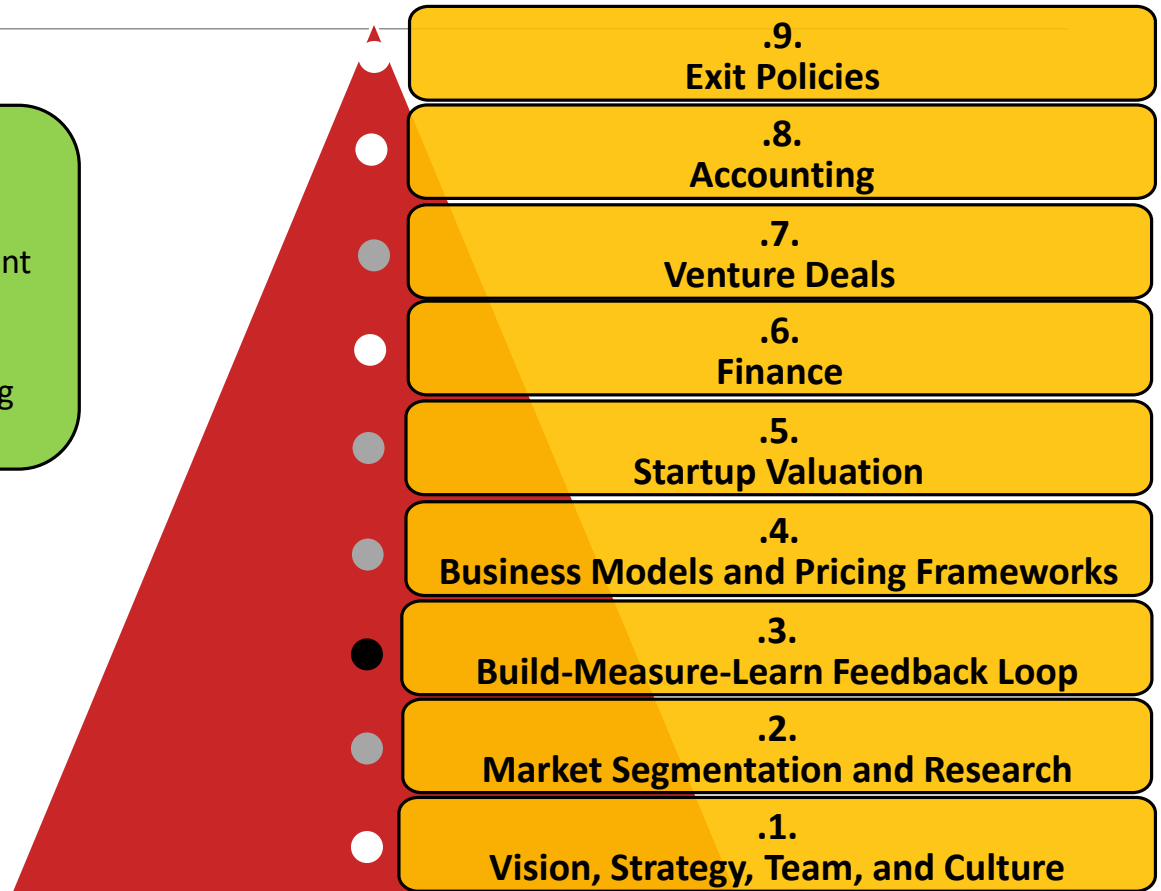 .9.
Exit Policies
.8.
Accounting
.7.
Venture Deals
.6.
Finance
.5.
Startup Valuation
.4.
Business Models and Pricing Frameworks
.3.
Build-Measure-Learn Feedback Loop
.2.
Market Segmentation and Research
.1.
Vision, Strategy, Team, and Culture